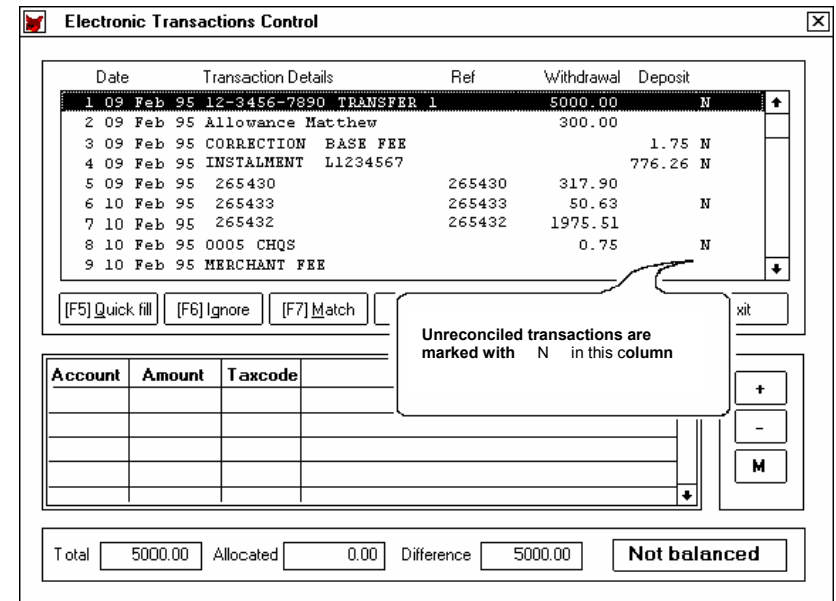 Electronic Transactions Control
Date Transaction Details Ref Withdrawal Deposit
1 09 Feb 95 12-3456-7890 TRANSFER 1 5000.00 N
2 09 Feb 95 Allowance Matthew 300.00
3 09 Feb 95 CORRECTION BASE FEE 1.75 N
4 09 Feb 95 INSTALMENT L1234567 776.26 N
5 09 Feb 95 265430 265430 317.90
6 10 Feb 95 265433 265433 50.63 N
7 10 Feb 95 265432 265432 1975.51
8 10 Feb 95 0005 CHQS 0.75 N
9 10 Feb 95 MERCHANT FEE
[F5] Quick fill [F6] Ignore [F7] Match xit
Unreconciled transactions are
marked with N in this column
Account Amount Taxcode
+
-
M
Total 5000.00 Allocated 0.00 Difference 5000.00 Not balanced